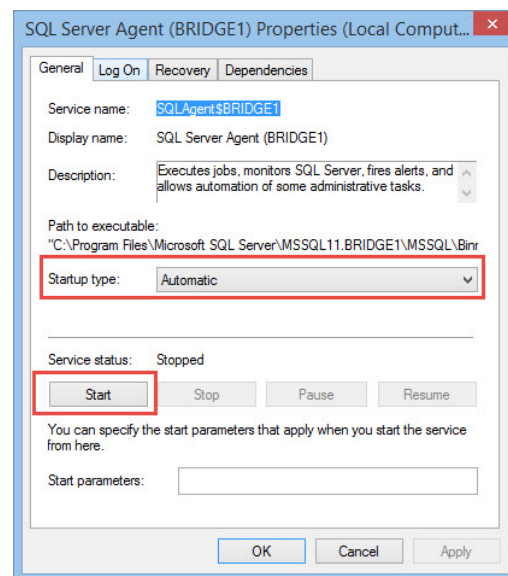 SQL Server Agent (BRIDGE1) Properties (Local Comput...
General Log On Recovery Dependencies
Service name: SQLAgent$BRIDGE1
Display name: SQL Server Agent (BRIDGE1)
Description: Executes jobs, monitors SQL Server, fires alerts, and
allows automation of some administrative tasks.
Path to executable:
"C:\Program Files\Microsoft SQL Server\MSSQL11.BRIDGE1\MSSQL\Binr
Startup type: Automatic
Service status: Stopped
Start Stop Pause Resume
You can specify the start parameters that apply when you start the service
from here.
Start parameters:
OK Cancel Apply